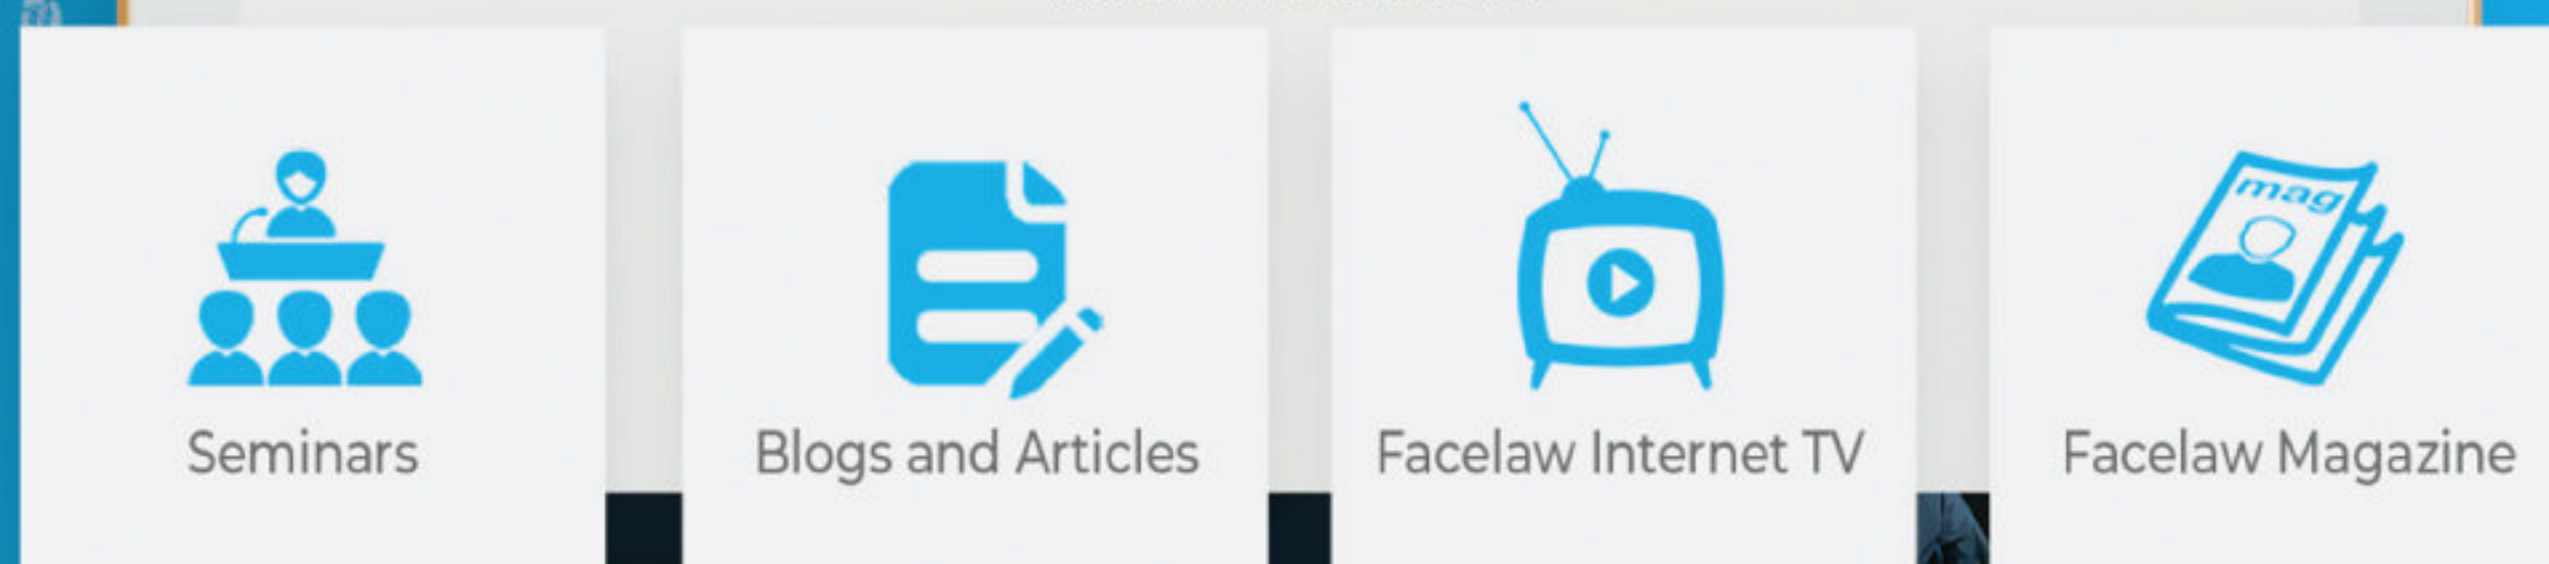 mag
Seminars
Blogs and Articles
Facelaw Internet TV
Facelaw Magazine